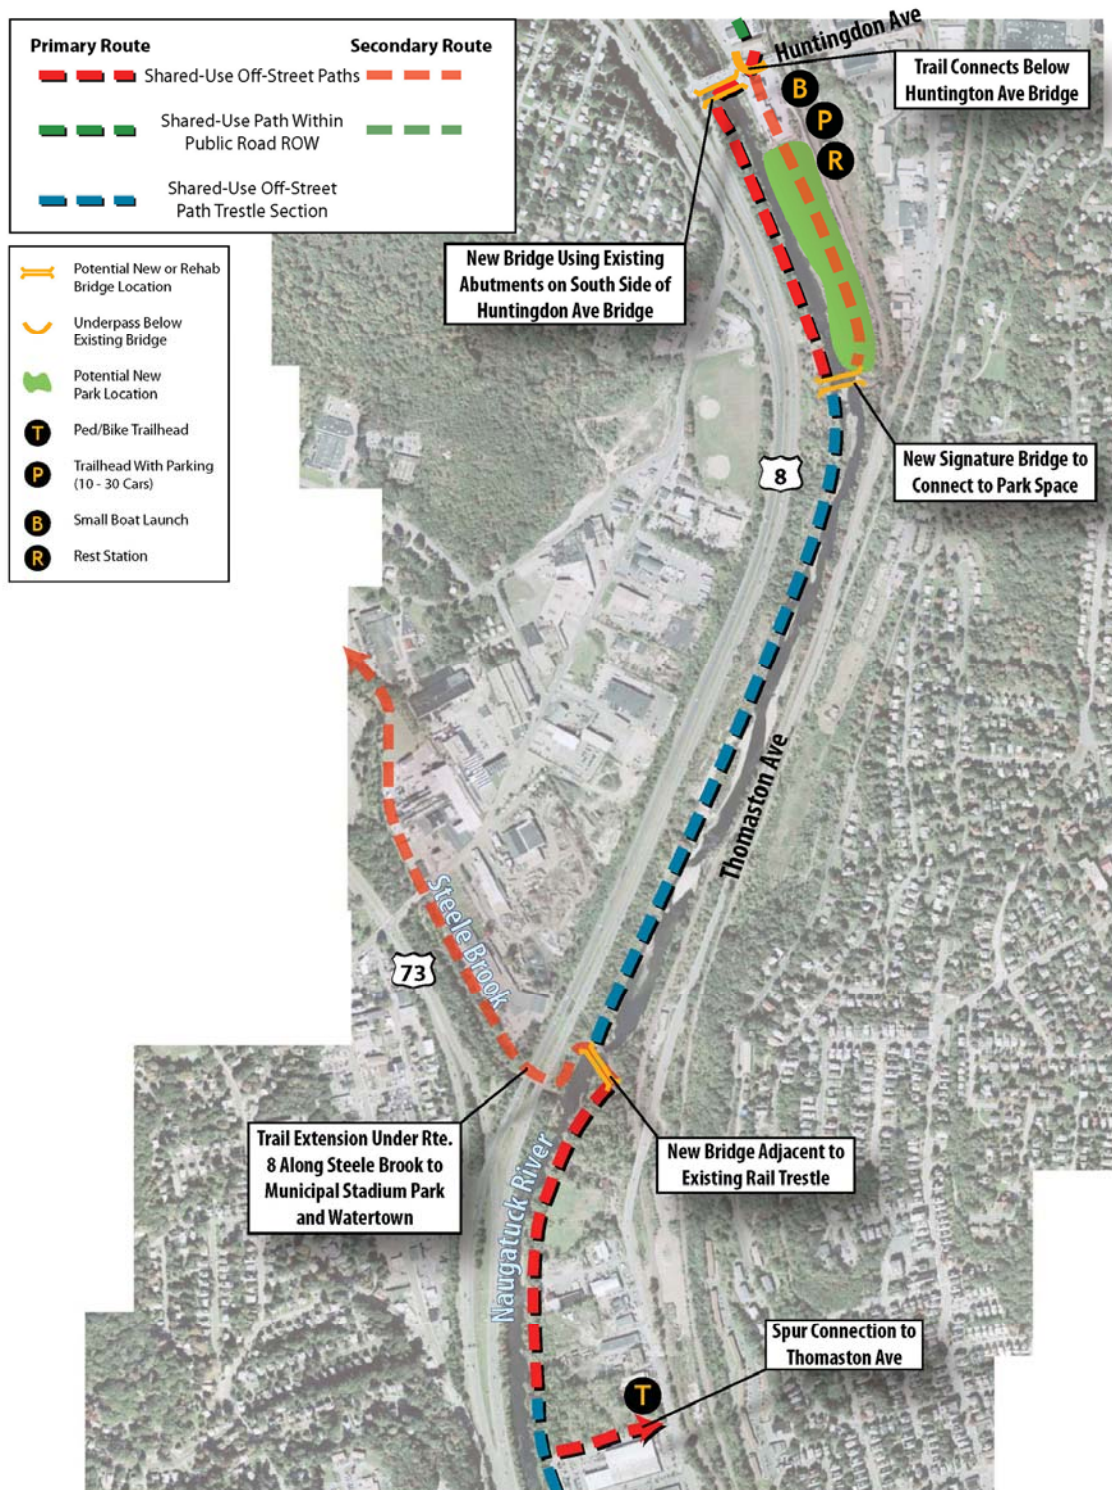 Primary Route
Secondary Route
Shared-Use Off-Street Paths
Shared-Use Path Within
Public Road ROW
Shared-Use Off-Street
Path Trestle Section
Potential New or Rehab
Bridge Location
Underpass Below
Existing Bridge
Potential New
Park Location
T
Ped/Bike Trailhead
P
Trailhead With Parking
(10 - 30 Cars)
B
Small Boat Launch
R
Rest Station
Huntingdon Ave
Trail Connects Below
Huntington Ave Bridge
B
P
R
New Bridge Using Existing
Abutments on South Side of
Huntingdon Ave Bridge
8
New Signature Bridge to
Connect to Park Space
Thomaston Ave
Steele Brook
73
Trail Extension Under Rte.
8 Along Steele Brook to
Municipal Stadium Park
and Watertown
New Bridge Adjacent to
Existing Rail Trestle
Naugatuck River
Spur Connection to
Thomaston Ave
T